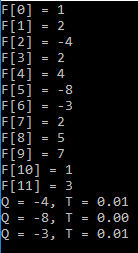 F[0] = 1
F[1] = 2
F[2] = -4
F[3] = 2
F[4] = 4
F[5] = -8
F[6] = -3
F[7] = 2
F[8] = 5
F[9] = 7
F[10] = 1
F[11] = 3
Q = -4, T = 0.01
Q = -8, T = 0.00
Q = -3, T = 0.01